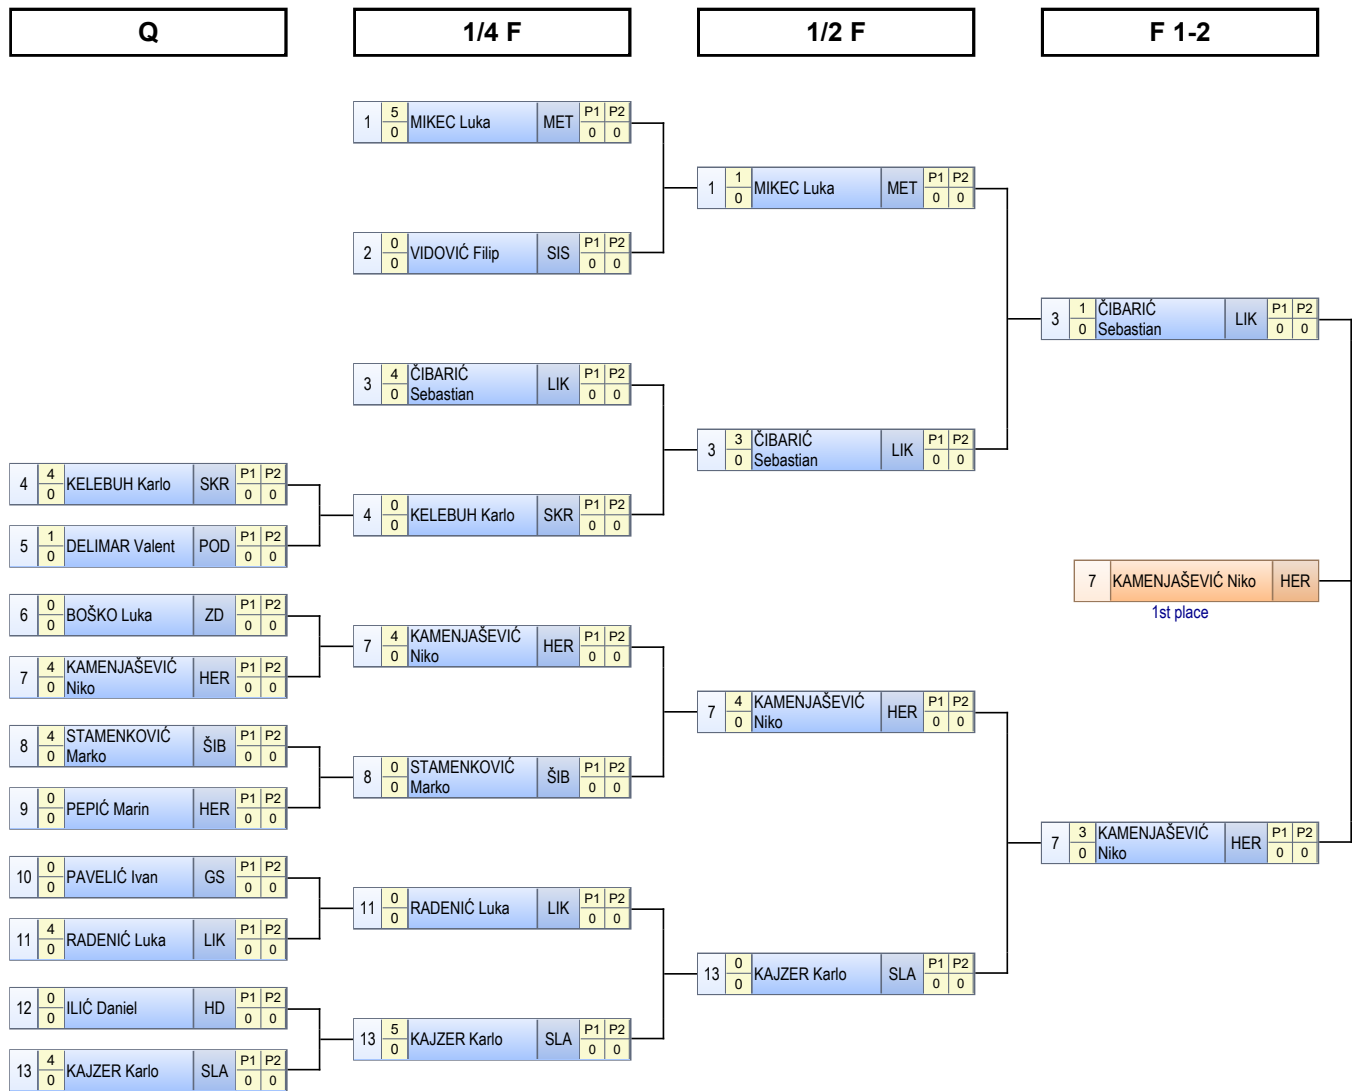 Q
1/4 F
1/2 F
F 1-2
1 5 0 MIKEC Luka MET P1 P2 0 0
1 1 0 MIKEC Luka MET P1 P2 0 0
2 0 0 VIDOVIĆ Filip SIS P1 P2 0 0
3 1 0 ČIBARIĆ
Sebastian LIK P1 P2 0 0
3 4 0 ČIBARIĆ
Sebastian LIK P1 P2 0 0
3 3 0 ČIBARIĆ
Sebastian LIK P1 P2 0 0
4 4 0 KELEBUH Karlo SKR P1 P2 0 0
4 0 0 KELEBUH Karlo SKR P1 P2 0 0
5 1 0 DELIMAR Valent POD P1 P2 0 0
7 KAMENJAŠEVIĆ Niko HER
1st place
6 0 0 BOŠKO Luka ZD P1 P2 0 0
7 4 0 KAMENJAŠEVIĆ
Niko HER P1 P2 0 0
7 4 0 KAMENJAŠEVIĆ
Niko HER P1 P2 0 0
7 4 0 KAMENJAŠEVIĆ
Niko HER P1 P2 0 0
8 4 0 STAMENKOVIĆ
Marko ŠIB P1 P2 0 0
8 0 0 STAMENKOVIĆ
Marko ŠIB P1 P2 0 0
9 0 0 PEPIĆ Marin HER P1 P2 0 0
7 3 0 KAMENJAŠEVIĆ
Niko HER P1 P2 0 0
10 0 0 PAVELIĆ Ivan GS P1 P2 0 0
11 0 0 RADENIĆ Luka LIK P1 P2 0 0
11 4 0 RADENIĆ Luka LIK P1 P2 0 0
13 0 0 KAJZER Karlo SLA P1 P2 0 0
12 0 0 ILIĆ Daniel HD P1 P2 0 0
13 5 0 KAJZER Karlo SLA P1 P2 0 0
13 4 0 KAJZER Karlo SLA P1 P2 0 0